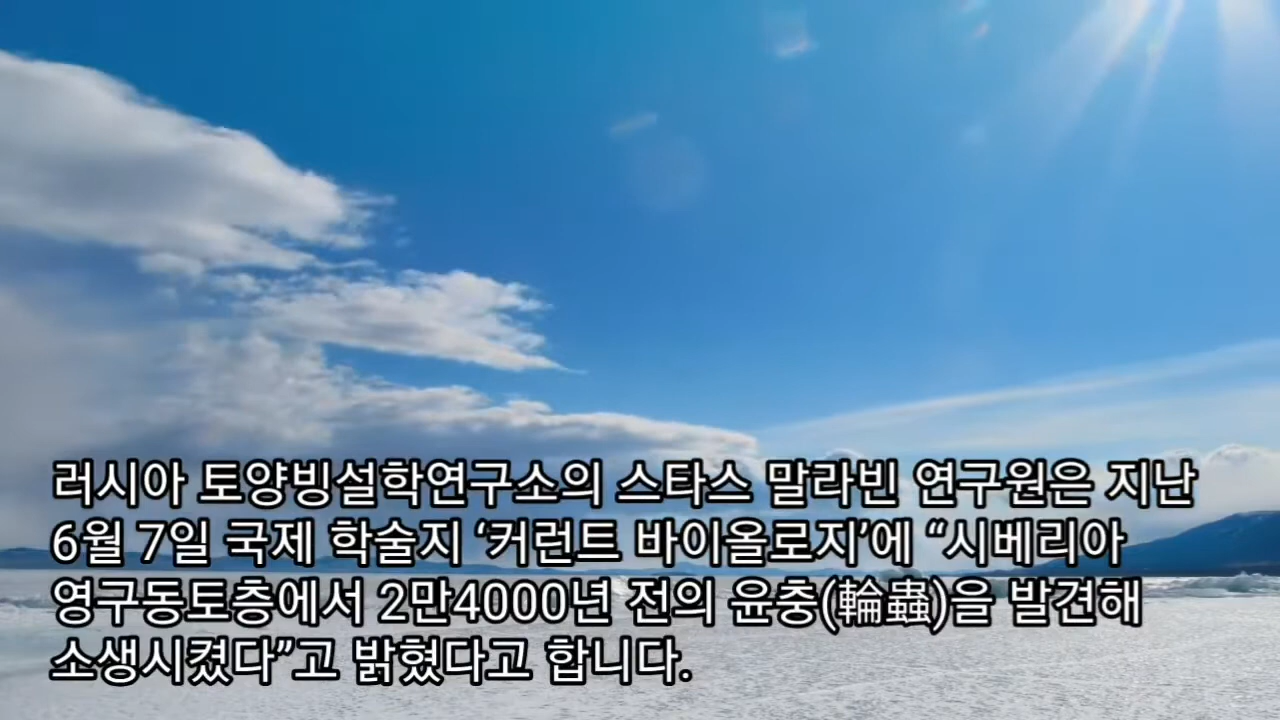 러시아 토양빙설학연구소의 스타스 말라빈 연구원은 지난
6월 7일 국제 학술지 ‘커런트 바이올로지’에 “시베리아
영구동토층에서 2만4000년 전의 윤충(輪蟲)을 발견해
소생시켰다”고 밝혔다고 합니다.